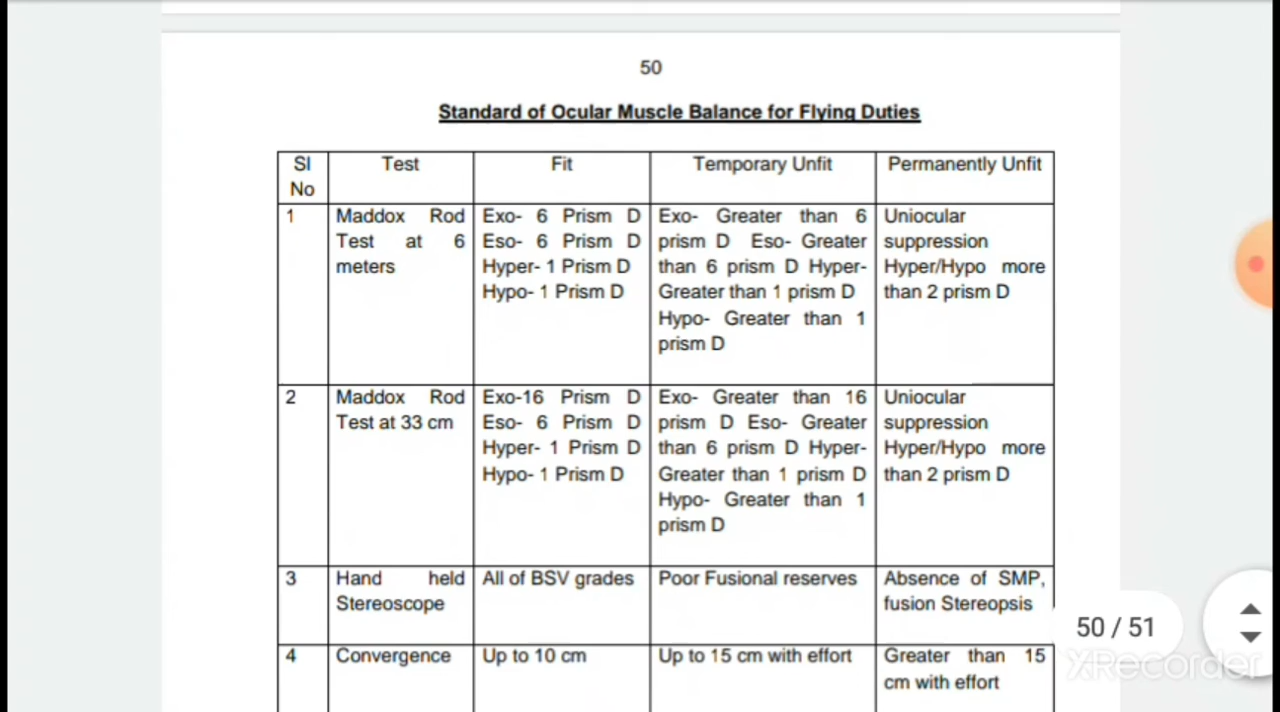 50
Standard of Ocular Muscle Balance for Flying Duties
Sl No
Test
Fit
Temporary Unfit
Permanently Unfit
1
Maddox Rod
Test at 6
meters
Exo- 6 Prism D
Eso- 6 Prism D
Hyper- 1 Prism D
Hypo- 1 Prism D
Exo- Greater than 6
prism D Eso- Greater
than 6 prism D Hyper-
Greater than 1 prism D
Hypo- Greater than 1
prism D
Uniocular
suppression
Hyper/Hypo more
than 2 prism D
2
Maddox Rod
Test at 33 cm
Exo-16 Prism D
Eso- 6 Prism D
Hyper- 1 Prism D
Hypo- 1 Prism D
Exo- Greater than 16
prism D Eso- Greater
than 6 prism D Hyper-
Greater than 1 prism D
Hypo- Greater than 1
prism D
Uniocular
suppression
Hyper/Hypo more
than 2 prism D
3
Hand held
Stereoscope
All of BSV grades
Poor Fusional reserves
Absence of SMP,
fusion Stereopsis
4
Convergence
Up to 10 cm
Up to 15 cm with effort
Greater than 15
cm with effort
50 / 51
XRecorder